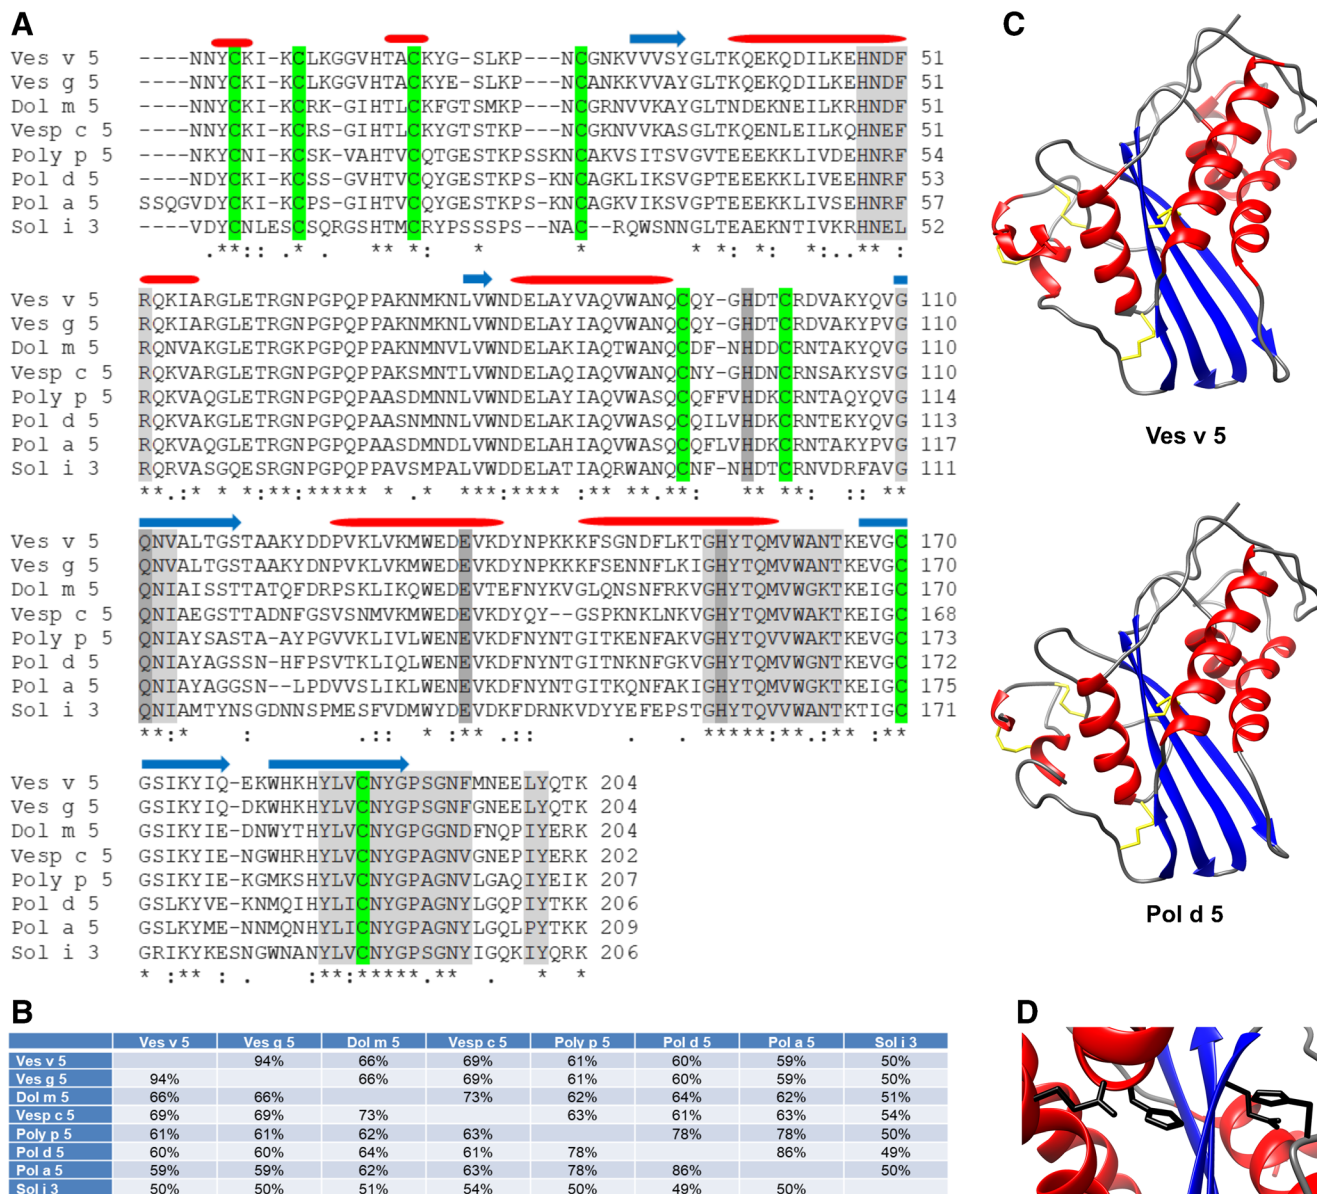 A
Ves v 5 ----NNYCKI-KCLKGGVHTACKYG-SLKP---NCGNKVVVSYGLTKQEKQDILKEHNDF 51
Ves g 5 ----NNYCKI-KCLKGGVHTACKYE-SLKP---NCANKKVVAYGLTKQEKQDILKEHNDF 51
Dol m 5 ----NNYCKI-KCRK-GIHTLCKFGTSMKP---NCGRNVVKAYGLTNDEKNEILKRHNDF 51
Vesp c 5 ----NNYCKI-KCRS-GIHTLCKYGTSTKP---NCGKNVVKASGLTKQENLEILKQHNEF 51
Poly p 5 ----NKYCNI-KCSK-VAHTVCQTGESTKPSSKNCAKVSITSVGVTEEEKKLIVDEHNRF 54
Pol d 5 ----NDYCKI-KCSS-GVHTVCQYGESTKPS-KNCAGKLIKSVGPTEEEKKLIVEEHNRF 53
Pol a 5 SSQGVDYCKI-KCPS-GIHTVCQYGESTKPS-KNCAGKVIKSVGPTEEEKKLIVSEHNRF 57
Sol i 3 ----VDYCNLESCSQRGSHTMCRYPSSSPS--NAC--RQWSNNGLTEAEKNTIVKRHNEL 52
.**:: .* ** * * * * * *: *: ** :
Ves v 5 RQKIARGLETRGNPGPQPPAKNMKNLVWNDELAYVAQVWANQCQY-GHDTCRDVAKYQVG 110
Ves g 5 RQKIARGLETRGNPGPQPPAKNMKNLVWNDELAYIAQVWANQCQY-GHDTCRDVAKYPVG 110
Dol m 5 RQNVAKGLETRGKPGPQPPAKNMNVLVWNDELAKIAQTWANQCDF-NHDDCRNTAKYQVG 110
Vesp c 5 RQKVARGLETRGNPGPQPPAKSMNTLVWNDELAQIAQVWANQCNY-GHDNCRNSAKYSVG 110
Poly p 5 RQKVAQGLETRGNPGPQPAASDMNNLVWNDELAHIAQVWASQCQFFVHDKCRNTAQYQVG 114
Pol d 5 RQKVAQGLETRGNPGPQPAASNMNVLVWNDELAKIAQVWASQCQILVHDKCRNTEKYQVG 113
Pol a 5 RQKVAQGLETRGNPGPQPAASDMNDLVWNDELAHIAQVWASQCQFLVHDKCRNTAKYPVG 117
Sol i 3 RQRVASGQESRGNPGPQPPAVSMPALVWDDELATIAQRWANQCNF-NHDTCRNVDRFAVG 111
**.:* * *:**:***** * .* ***:**** :** **.**: ** **: :: **
Ves v 5 QNVALTGSTAAKYDDPVKLVKMWEDEVKDYNPKKKFSGNDFLKTGHYTQMVWANTKEVGC 170
Ves g 5 QNVALTGSTAAKYDNPVKLVKMWEDEVKDYNPKKKFSENNFLKIGHYTQMVWANTKEVGC 170
Dol m 5 QNIAISSTTATQFDRPSKLIKQWEDEVTEFNYKVGLQNSNFRKVGHYTQMVWGKTKEIGC 170
Vesp c 5 QNIAEGSTTADNFGSVSNMVKMWEDEVKDYQY--GSPKNKLNKVGHYTQMVWAKTKEIGC 168
Poly p 5 QNIAYSASTA-AYPGVVKLIVLWENEVKDFNYNTGITKENFAKVGHYTQVVWAKTKEVGC 173
Pol d 5 QNIAYAGSSN-HFPSVTKLIQLWENEVKDFNYNTGITNKNFGKVGHYTQMVWGNTKEVGC 172
Pol a 5 QNIAYAGGSN--LPDVVSLIKLWENEVKDFNYNTGITKQNFAKIGHYTQMVWGKTKEIGC 175
Sol i 3 QNIAMTYNSGDNNSPMESFVDMWYDEVKDFDRNKVDYYEFEPSTGHYTQVVWANTKTIGC 171
**:* : .:: * :**.:: . . *****:**.:** :**
Ves v 5 GSIKYIQ-EKWHKHYLVCNYGPSGNFMNEELYQTK 204
Ves g 5 GSIKYIQ-EKWHKHYLVCNYGPSGNFGNEELYQTK 204
Dol m 5 GSIKYIE-DNWYTHYLVCNYGPGGNDFNQPIYERK 204
Vesp c 5 GSIKYIE-NGWHRHYLVCNYGPAGNVGNEPIYERK 202
Poly p 5 GSIKYIE-KGMKSHYLVCNYGPAGNVLGAQIYEIK 207
Pol d 5 GSLKYVE-KNMQIHYLICNYGPAGNYLGQPIYTKK 206
Pol a 5 GSLKYME-NNMQNHYLICNYGPAGNYLGQLPYTKK 209
Sol i 3 GRIKYKESNGWNANYLVCNYGPSGNYIGQKIYQRK 206
* :** : . :**:*****.** . * *
B
Ves v 5 Ves g 5 Dol m 5 Vesp c 5 Poly p 5 Pol d 5 Pol a 5 Sol i 3
Ves v 5 94% 66% 69% 61% 60% 59% 50%
Ves g 5 94% 66% 69% 61% 60% 59% 50%
Dol m 5 66% 66% 73% 62% 64% 62% 51%
Vesp c 5 69% 69% 73% 63% 61% 63% 54%
Poly p 5 61% 61% 62% 63% 78% 78% 50%
Pol d 5 60% 60% 64% 61% 78% 86% 49%
Pol a 5 59% 59% 62% 63% 78% 86% 50%
Sol i 3 50% 50% 51% 54% 50% 49% 50%
C
Ves v 5
Pol d 5
D